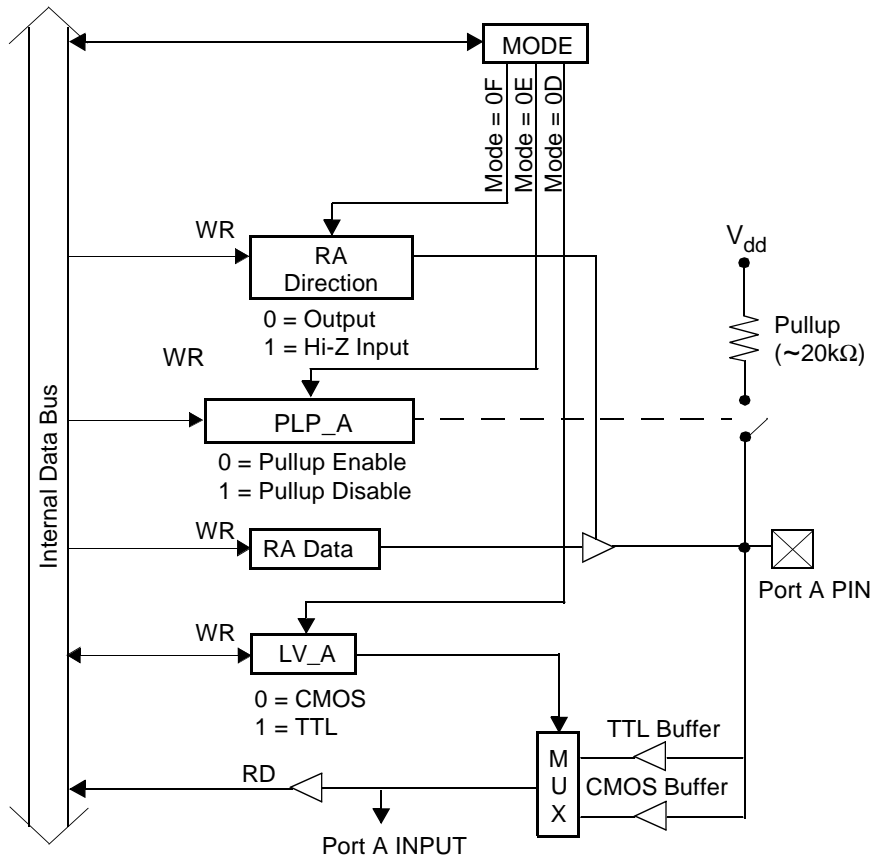 MODE
Mode = 0F
Mode = 0E
Mode = 0D
WR
RA
Direction
0 = Output
1 = Hi-Z Input
Vdd
Pullup
(~20kΩ)
WR
PLP_A
0 = Pullup Enable
1 = Pullup Disable
Internal Data Bus
WR
RA Data
Port A PIN
WR
LV_A
0 = CMOS
1 = TTL
MUX
TTL Buffer
CMOS Buffer
RD
Port A INPUT